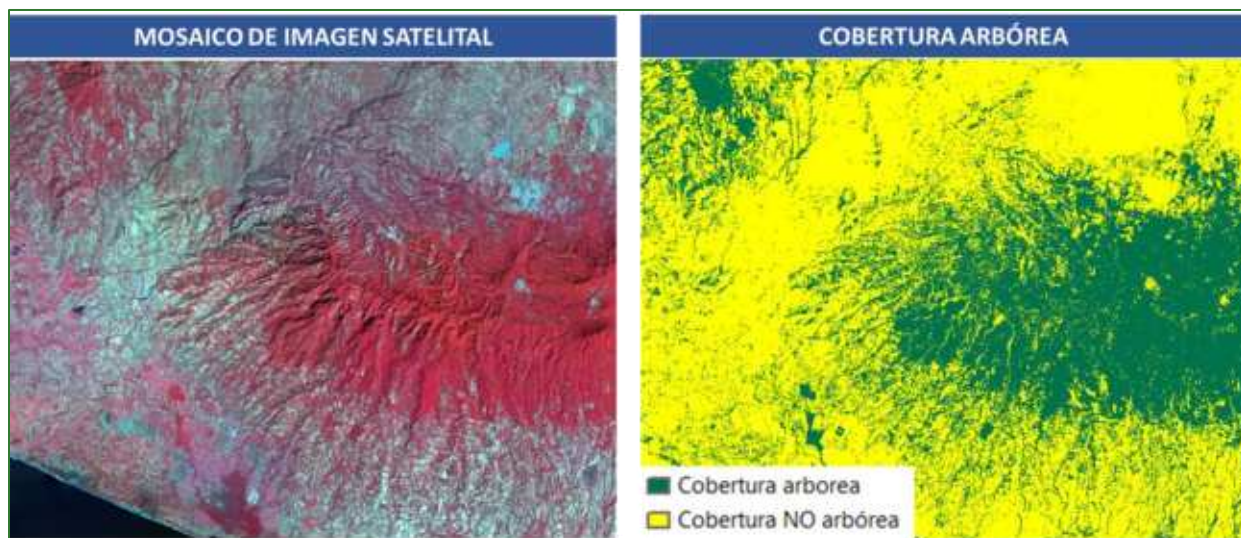 MOSAICO DE IMAGEN SATELITAL
COBERTURA ARBÓREA
Cobertura arborea
Cobertura NO arbórea